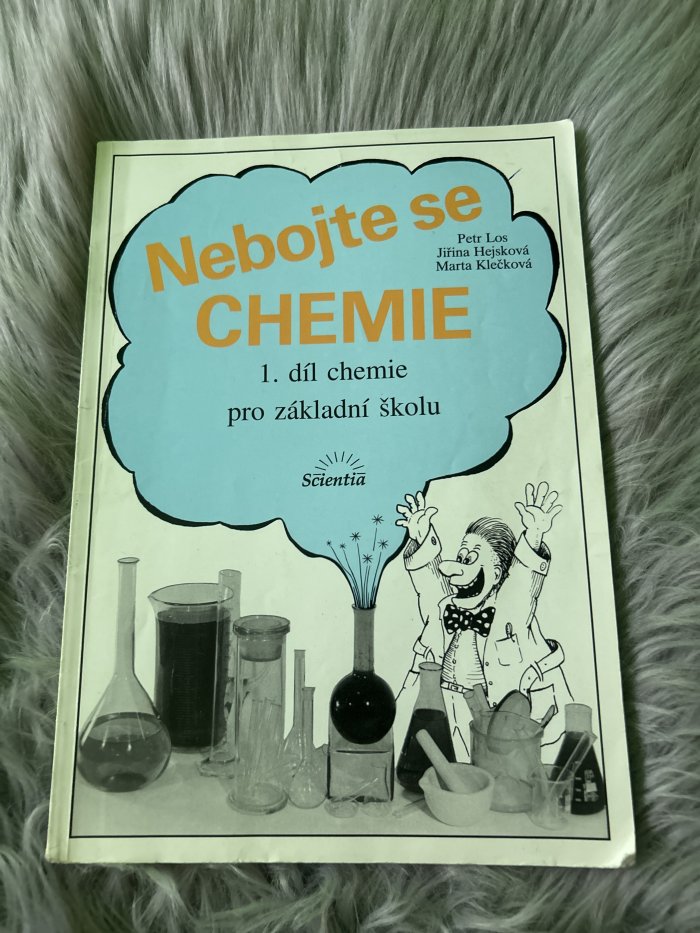 Nebojte se
CHEMIE
Petr Los
Jiřina Hejsková
Marta Klečková
1. díl chemie
pro základní školu
Scientia